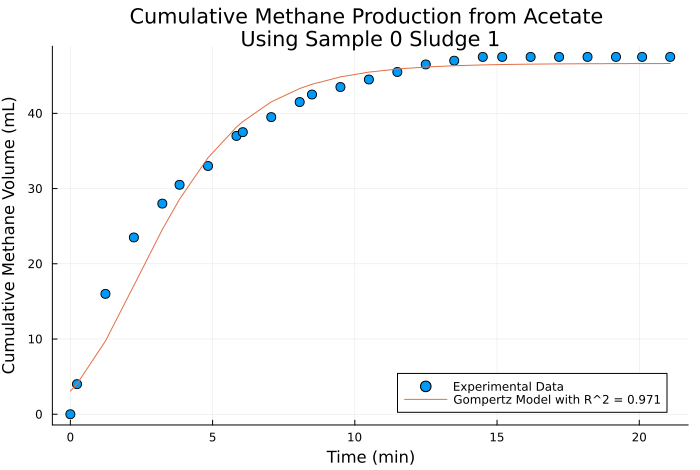 Cumulative Methane Production from Acetate
Using Sample 0 Sludge 1
Cumulative Methane Volume (mL)
40
30
20
10
0
0 5 10 15 20
Time (min)
Experimental Data
Gompertz Model with R^2 = 0.971